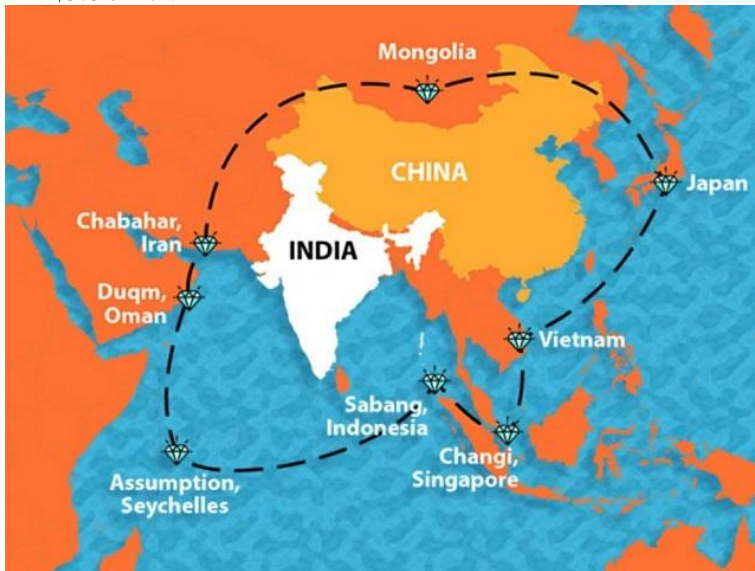 Mongolia
CHINA
Japan
Chabahar,
Iran
INDIA
Duqm,
Oman
Vietnam
Sabang,
Indonesia
Changi,
Singapore
Assumption,
Seychelles